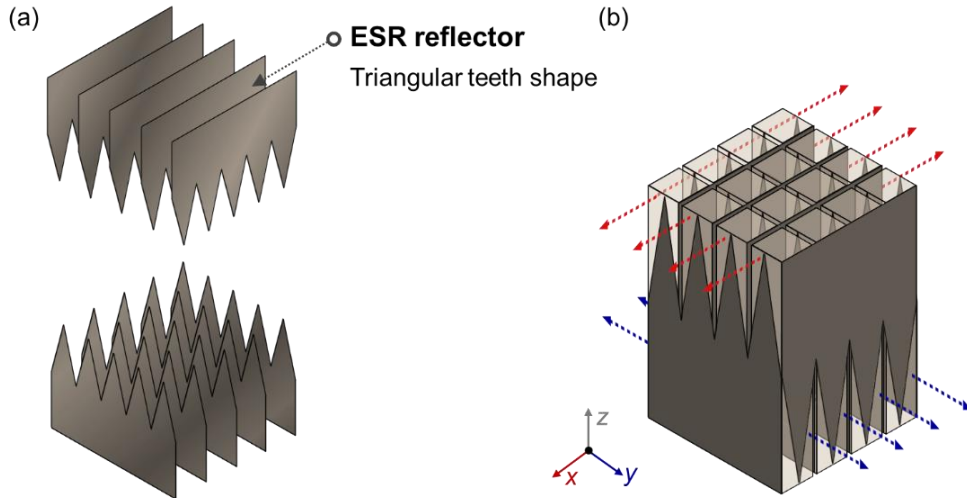 (a)
ESR reflector
Triangular teeth shape
(b)
z
x
y